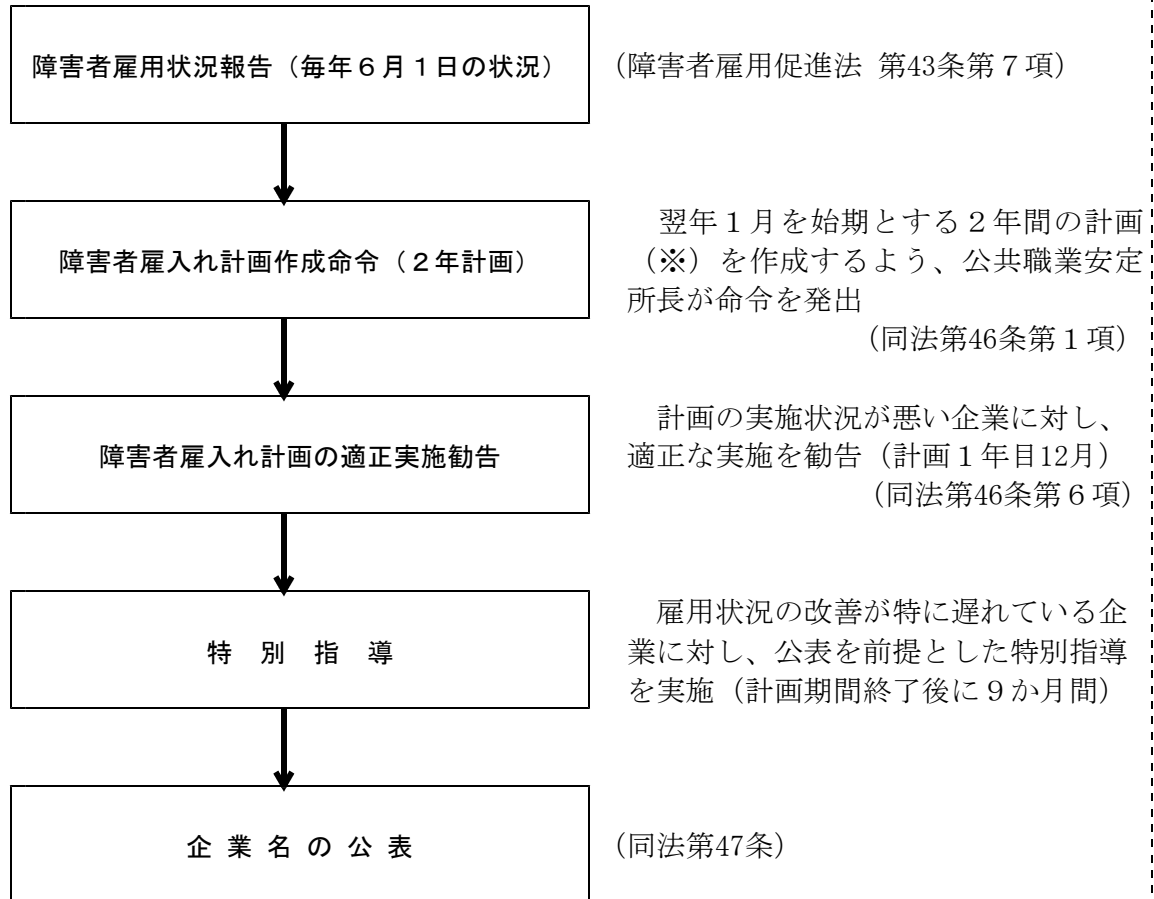 障害者雇用状況報告（毎年６月１日の状況）
（障害者雇用促進法 第43条第７項）
障害者雇入れ計画作成命令（２年計画）
翌年１月を始期とする２年間の計画
（※）を作成するよう、公共職業安定
所長が命令を発出
（同法第46条第１項）
障害者雇入れ計画の適正実施勧告
計画の実施状況が悪い企業に対し、
適正な実施を勧告（計画１年目12月）
（同法第46条第６項）
特　別　指　導
雇用状況の改善が特に遅れている企
業に対し、公表を前提とした特別指導
を実施（計画期間終了後に９か月間）
企 業 名 の 公 表
（同法第47条）